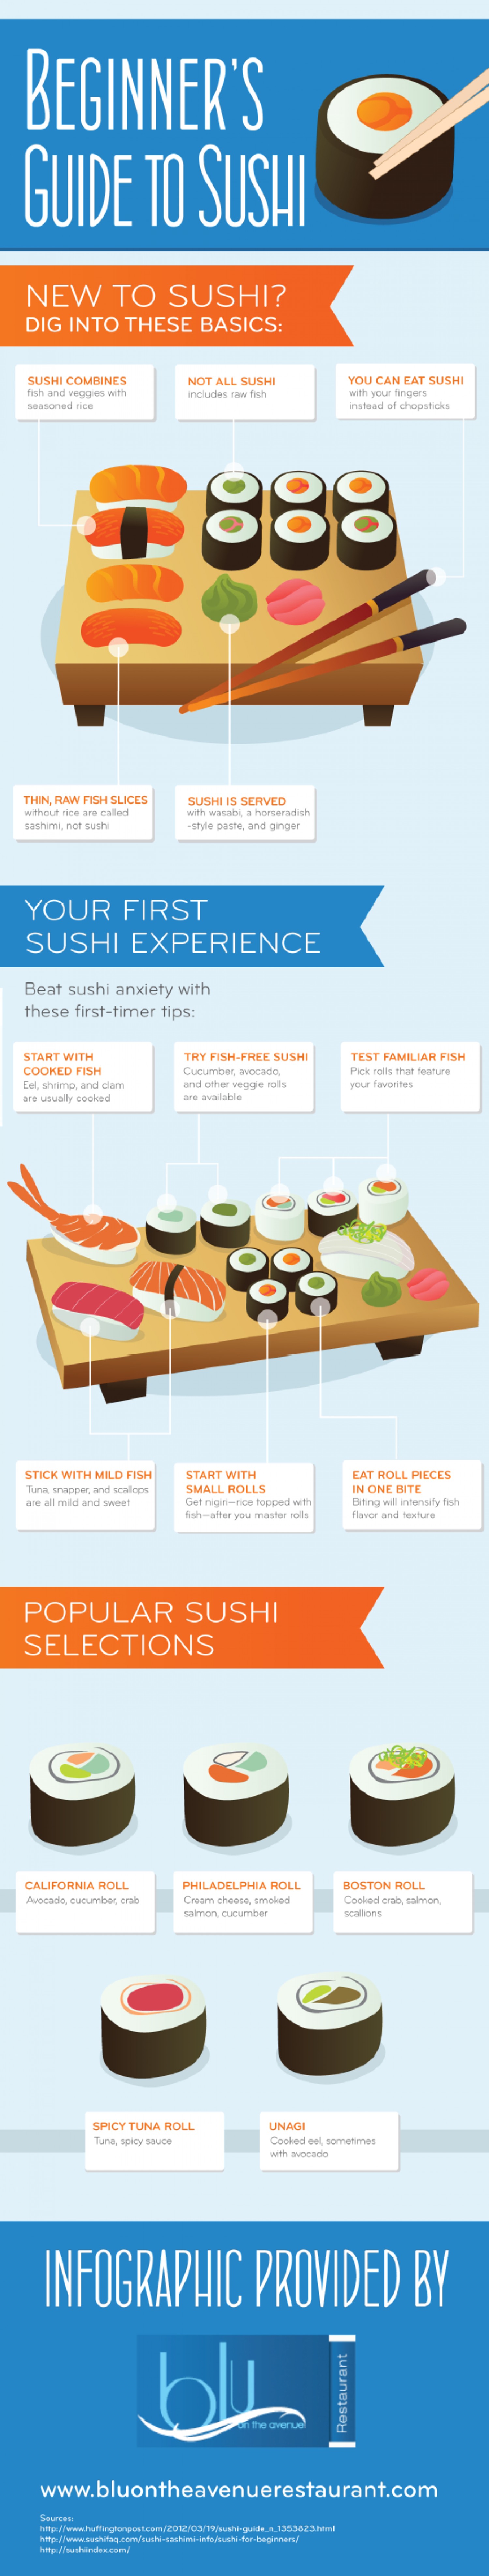 BEGINNER'S
GUIDE TO SUSHI
NEW TO SUSHI?
DIG INTO THESE BASICS:
SUSHI COMBINES
fish and veggies with
seasoned rice
NOT ALL SUSHI
includes raw fish
YOU CAN EAT SUSHI
with your fingers
instead of chopsticks
THIN, RAW FISH SLICES
without rice are called
sashimi, not sushi
SUSHI IS SERVED
with wasabi, a horseradish
-style paste, and ginger
YOUR FIRST
SUSHI EXPERIENCE
Beat sushi anxiety with
these first-timer tips:
START WITH
COOKED FISH
Eel, shrimp, and clam
are usually cooked
TRY FISH-FREE SUSHI
Cucumber, avocado,
and other veggie rolls
are available
TEST FAMILIAR FISH
Pick rolls that feature
your favorites
STICK WITH MILD FISH
Tuna, snapper, and scallops
are all mild and sweet
START WITH
SMALL ROLLS
Get nigiri—rice topped with
fish—after you master rolls
EAT ROLL PIECES
IN ONE BITE
Biting will intensify fish
flavor and texture
POPULAR SUSHI
SELECTIONS
CALIFORNIA ROLL
Avocado, cucumber, crab
PHILADELPHIA ROLL
Cream cheese, smoked
salmon, cucumber
BOSTON ROLL
Cooked crab, salmon,
scallions
SPICY TUNA ROLL
Tuna, spicy sauce
UNAGI
Cooked eel, sometimes
with avocado
INFOGRAPHIC PROVIDED BY
blu
on the avenue
Restaurant
www.bluontheavenuerestaurant.com
Sources:
http://www.huffingtonpost.com/2012/03/19/sushi-guide_n_1353823.html
http://www.sushifaq.com/sushi-sashimi-info/sushi-for-beginners/
http://sushiindex.com/